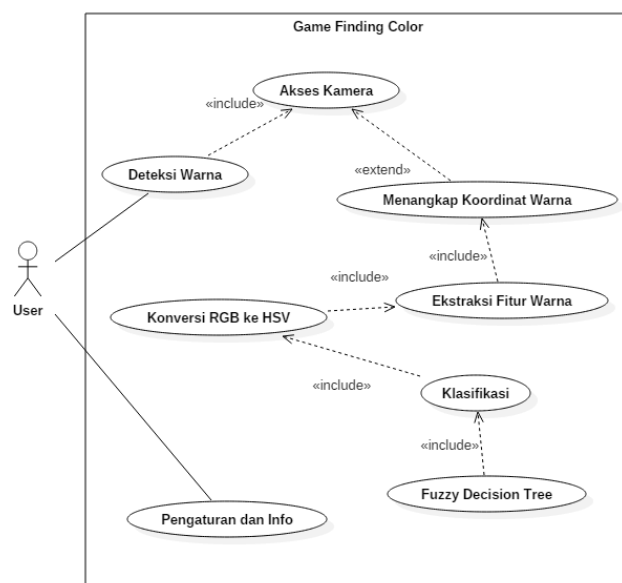 Game Finding Color
Akses Kamera
«include»
Deteksi Warna
«extend»
Menangkap Koordinat Warna
«include»
User
«include»
Ekstraksi Fitur Warna
Konversi RGB ke HSV
«include»
Klasifikasi
«include»
Fuzzy Decision Tree
Pengaturan dan Info